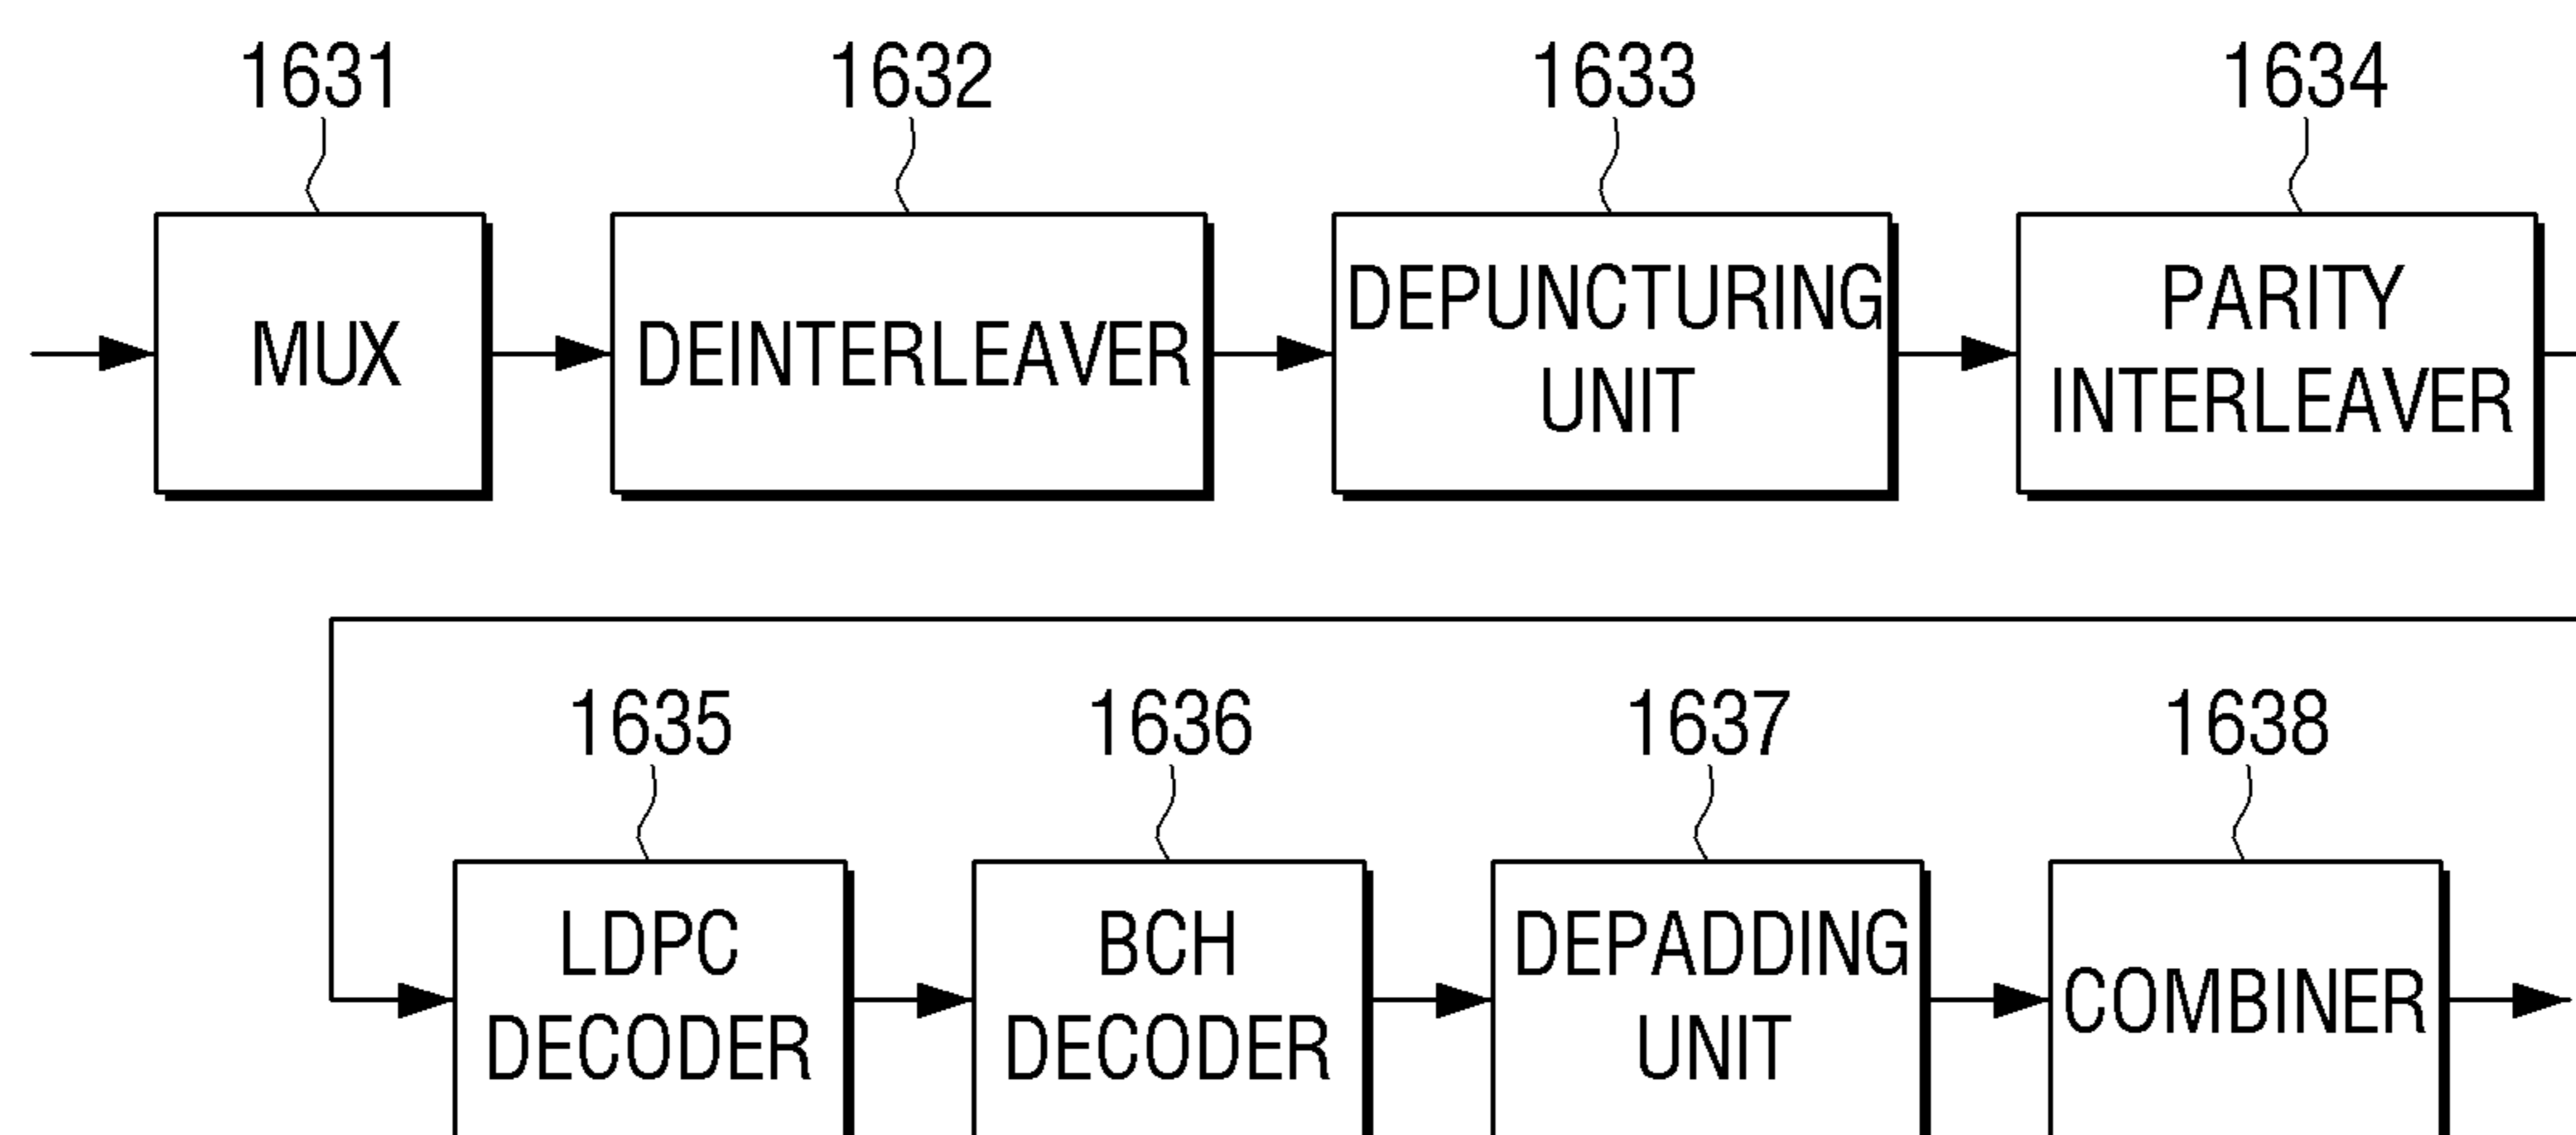 1631
1632
1633
1634
MUX
DEINTERLEAVER
DEPUNCTURING
UNIT
PARITY
INTERLEAVER
1635
1636
1637
1638
LDPC
DECODER
BCH
DECODER
DEPADDING
UNIT
COMBINER